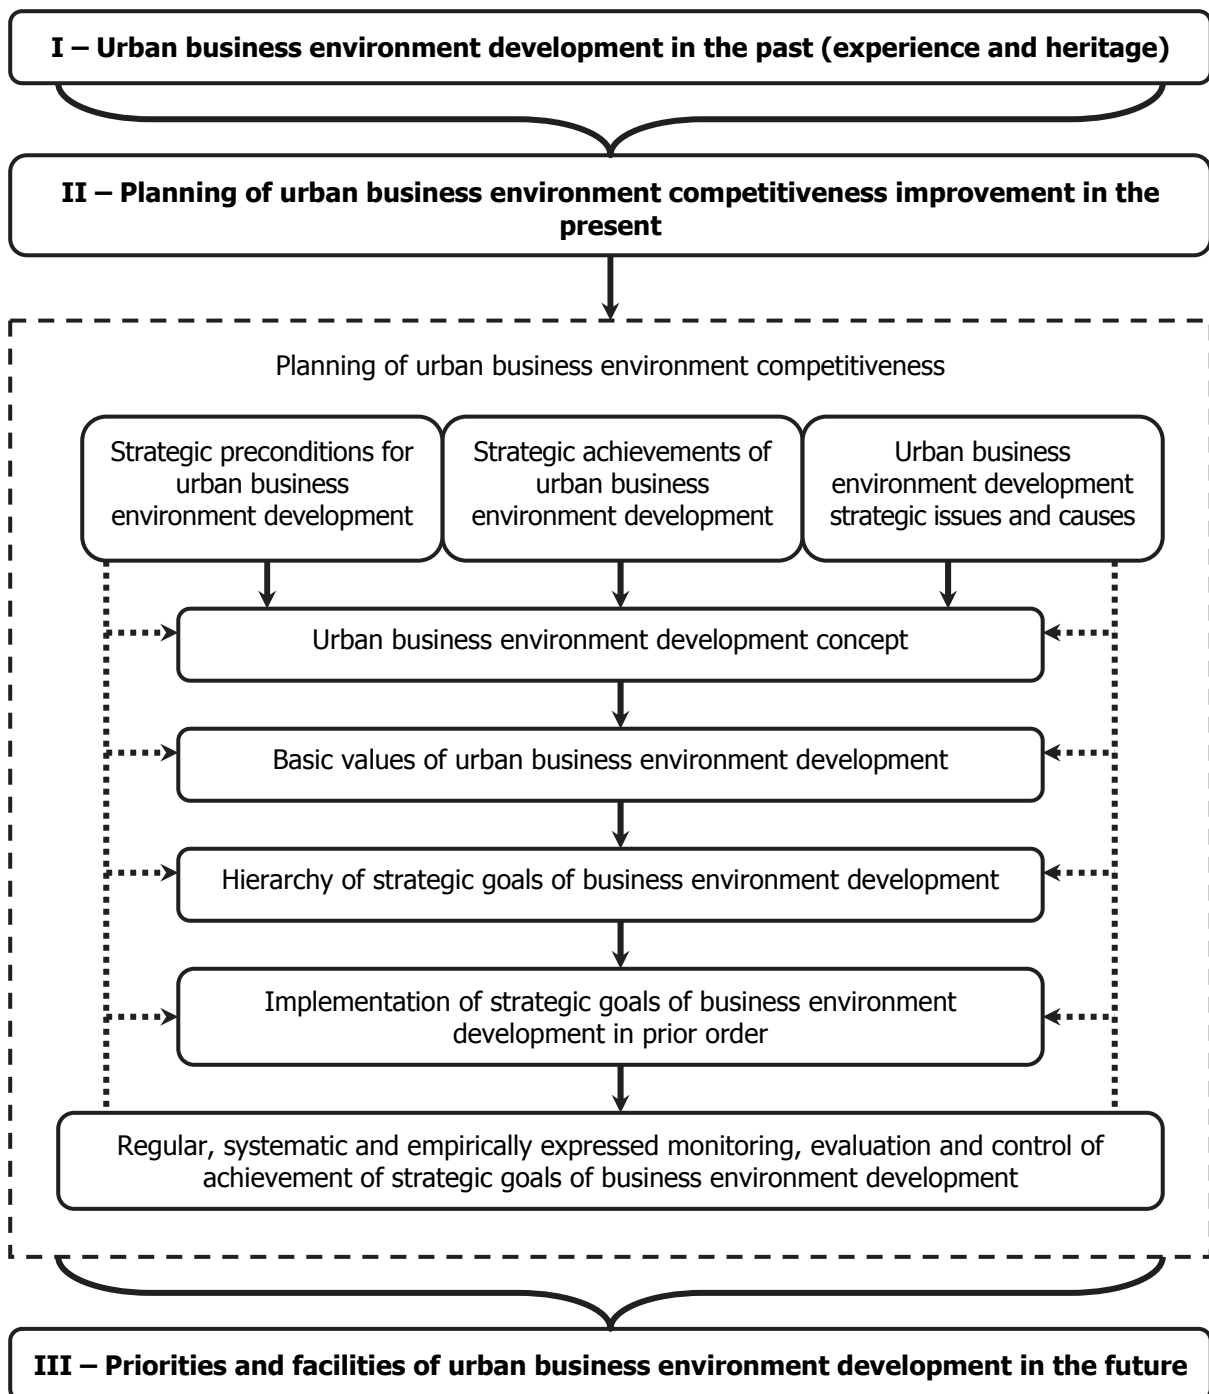 I – Urban business environment development in the past (experience and heritage)
II – Planning of urban business environment competitiveness improvement in the
present
Planning of urban business environment competitiveness
Strategic preconditions for
urban business
environment development
Strategic achievements of
urban business
environment development
Urban business
environment development
strategic issues and causes
Urban business environment development concept
Basic values of urban business environment development
Hierarchy of strategic goals of business environment development
Implementation of strategic goals of business environment
development in prior order
Regular, systematic and empirically expressed monitoring, evaluation and control of
achievement of strategic goals of business environment development
III – Priorities and facilities of urban business environment development in the future